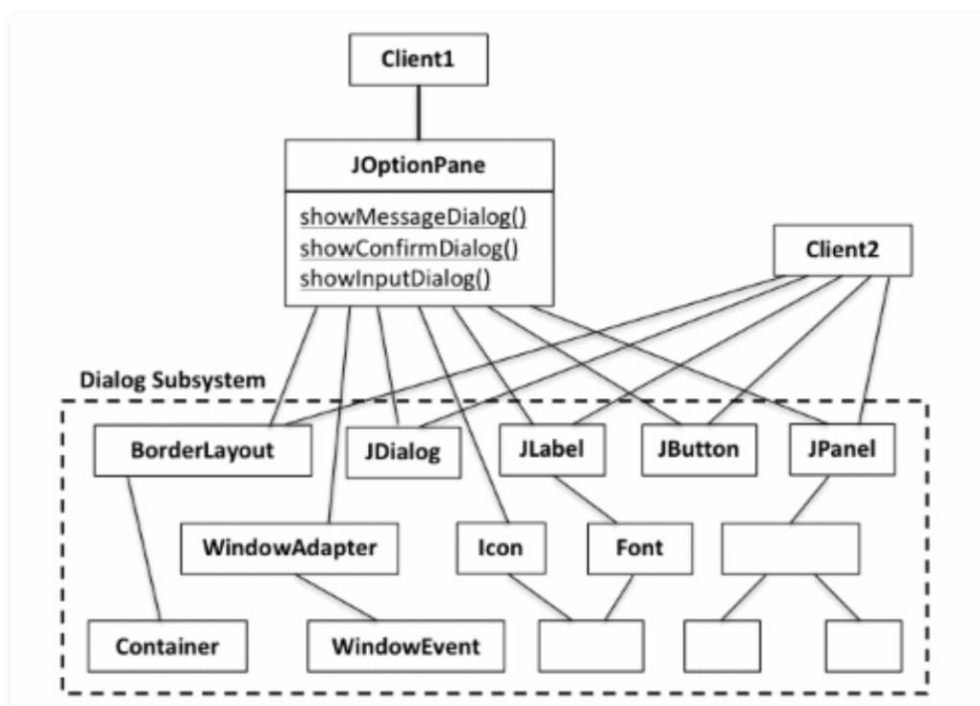 Client1
JOptionPane
showMessageDialog()
showConfirmDialog()
showInputDialog()
Client2
Dialog Subsystem
BorderLayout
JDialog
JLabel
JButton
JPanel
WindowAdapter
Icon
Font
Container
WindowEvent